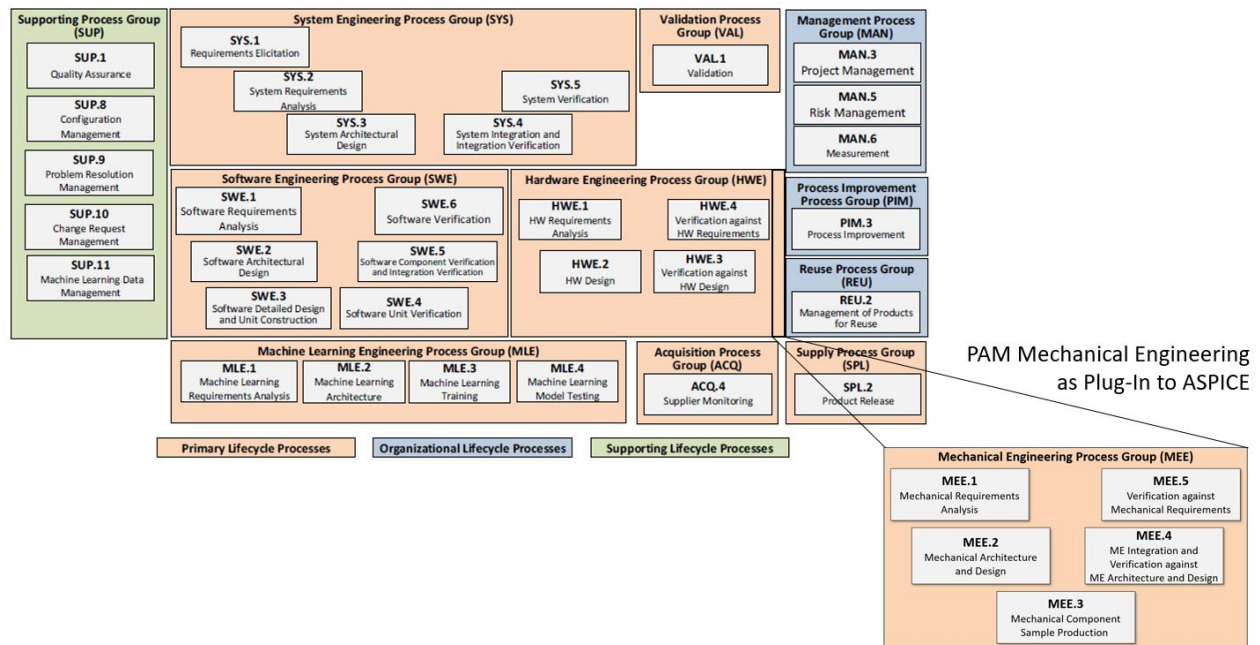 Supporting Process Group
(SUP)
SUP.1
Quality Assurance
SUP.8
Configuration
Management
SUP.9
Problem Resolution
Management
SUP.10
Change Request
Management
SUP.11
Machine Learning Data
Management
System Engineering Process Group (SYS)
SYS.1
Requirements Elicitation
SYS.2
System Requirements
Analysis
SYS.3
System Architectural
Design
SYS.4
System Integration and
Integration Verification
SYS.5
System Verification
Validation Process
Group (VAL)
VAL.1
Validation
Management Process
Group (MAN)
MAN.3
Project Management
MAN.5
Risk Management
MAN.6
Measurement
Software Engineering Process Group (SWE)
SWE.1
Software Requirements
Analysis
SWE.2
Software Architectural
Design
SWE.3
Software Detailed Design
and Unit Construction
SWE.4
Software Unit Verification
SWE.5
Software Component Verification
and Integration Verification
SWE.6
Software Verification
Hardware Engineering Process Group (HWE)
HWE.1
HW Requirements
Analysis
HWE.2
HW Design
HWE.3
Verification against
HW Design
HWE.4
Verification against
HW Requirements
Process Improvement
Process Group (PIM)
PIM.3
Process Improvement
Reuse Process Group
(REU)
REU.2
Management of Products
for Reuse
Machine Learning Engineering Process Group (MLE)
MLE.1
Machine Learning
Requirements Analysis
MLE.2
Machine Learning
Architecture
MLE.3
Machine Learning
Training
MLE.4
Machine Learning
Model Testing
Acquisition Process
Group (ACQ)
ACQ.4
Supplier Monitoring
Supply Process Group
(SPL)
SPL.2
Product Release
PAM Mechanical Engineering
as Plug-In to ASPICE
Primary Lifecycle Processes
Organizational Lifecycle Processes
Supporting Lifecycle Processes
Mechanical Engineering Process Group (MEE)
MEE.1
Mechanical Requirements
Analysis
MEE.2
Mechanical Architecture
and Design
MEE.3
Mechanical Component
Sample Production
MEE.4
ME Integration and
Verification against
ME Architecture and Design
MEE.5
Verification against
Mechanical Requirements